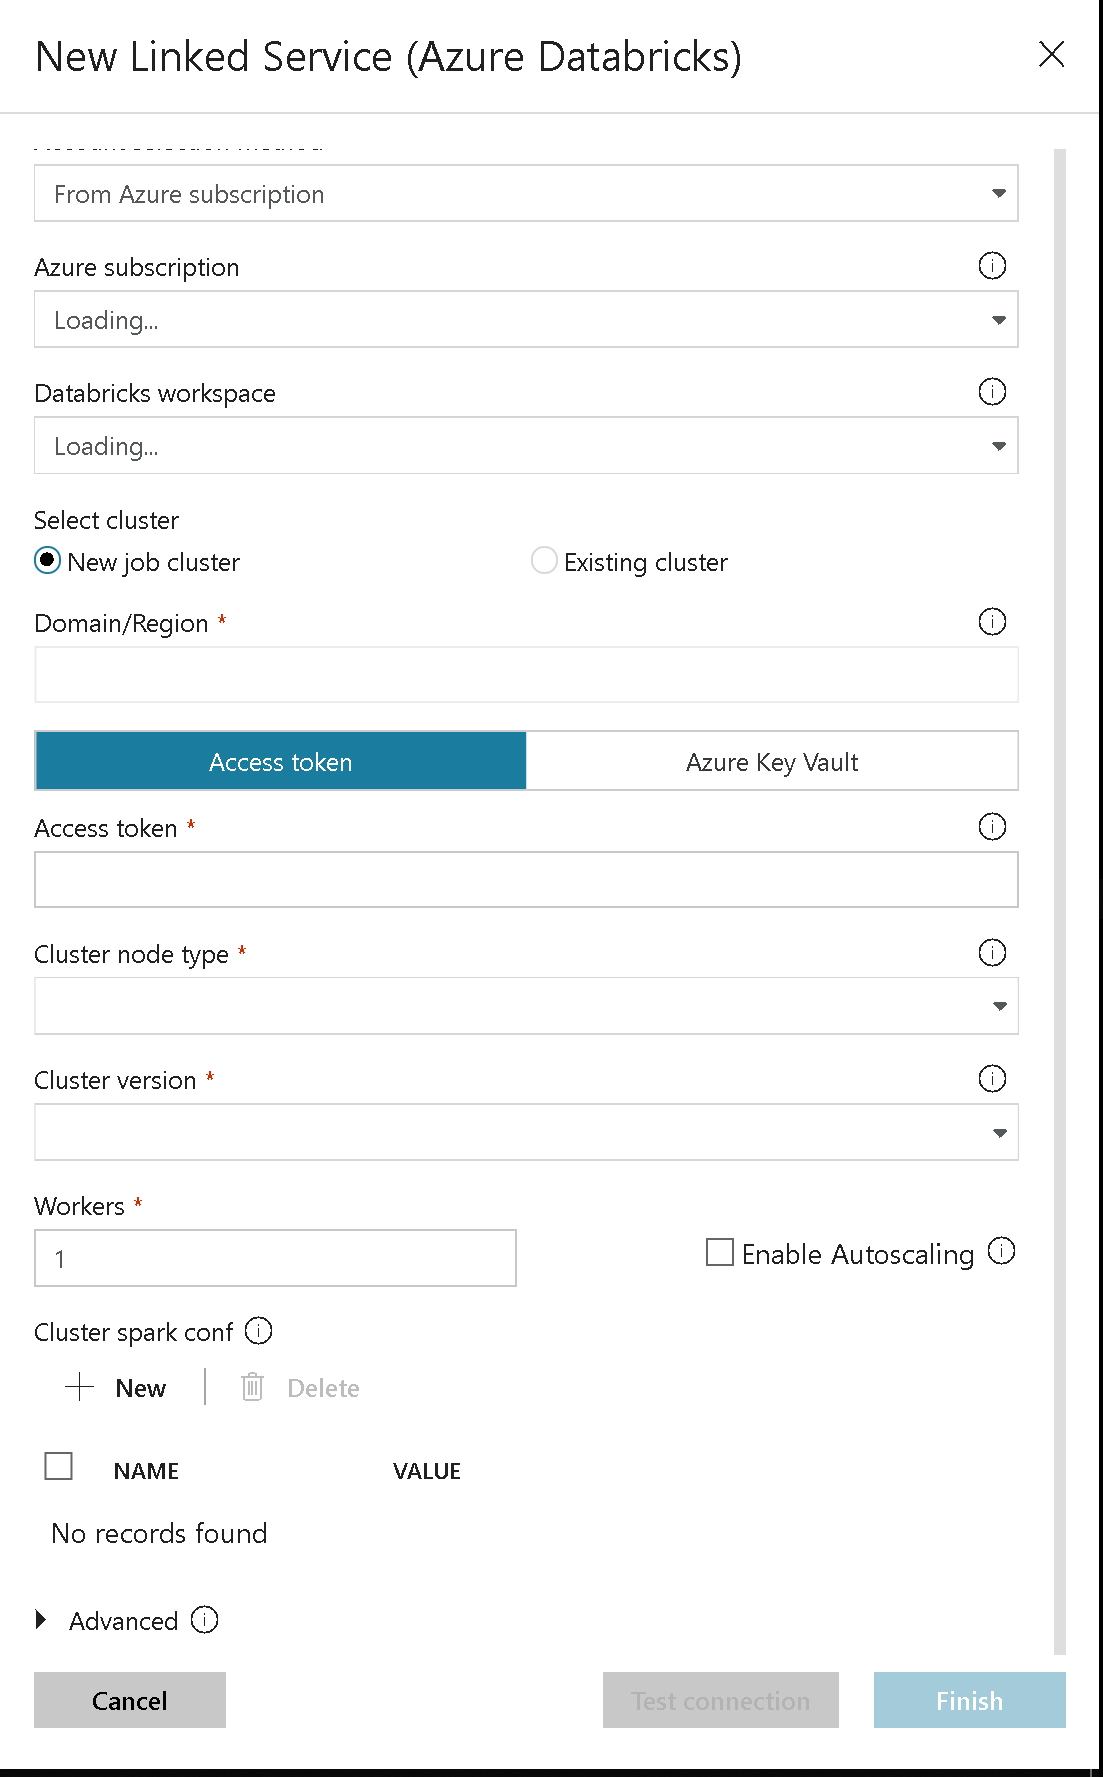 New Linked Service (Azure Databricks)
From Azure subscription
Azure subscription
Loading...
Databricks workspace
Loading...
Select cluster
New job cluster
Existing cluster
Domain/Region *
Access token
Azure Key Vault
Access token *
Cluster node type *
Cluster version *
Workers *
1
Enable Autoscaling
Cluster spark conf
New
Delete
NAME
VALUE
No records found
Advanced
Cancel
Test connection
Finish